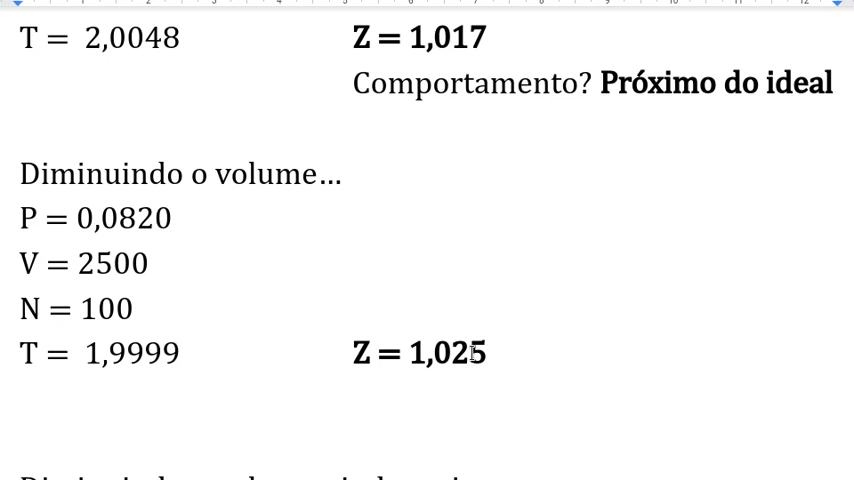 T = 2,0048 Z = 1,017
Comportamento? Próximo do ideal
Diminuindo o volume...
P = 0,0820
V = 2500
N = 100
T = 1,9999 Z = 1,025